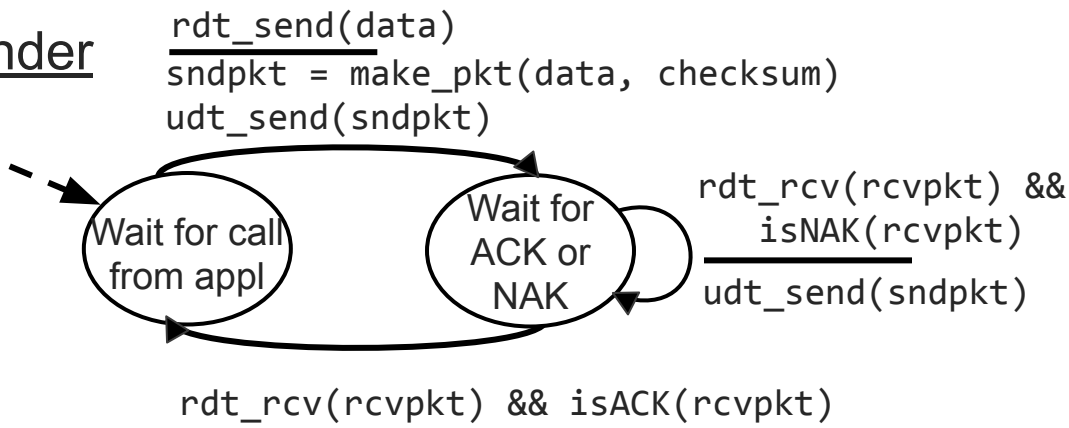 nder
rdt_send(data)
sndpkt = make_pkt(data, checksum)
udt_send(sndpkt)
Wait for call
from appl
Wait for
ACK or
NAK
rdt_rcv(rcvpkt) &&
isNAK(rcvpkt)
udt_send(sndpkt)
rdt_rcv(rcvpkt) && isACK(rcvpkt)